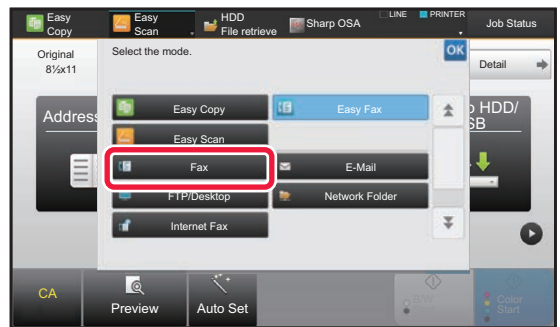 Easy
Copy
Easy
Scan
HDD
File retrieve
Sharp OSA
LINE
PRINTER
Job Status
Original
8½x11
Select the mode.
OK
Detail
Address
HDD/
SB
Easy Copy
Easy Fax
Easy Scan
Fax
E-Mail
FTP/Desktop
Network Folder
Internet Fax
CA
Preview
Auto Set
B/W
Start
Color
Start